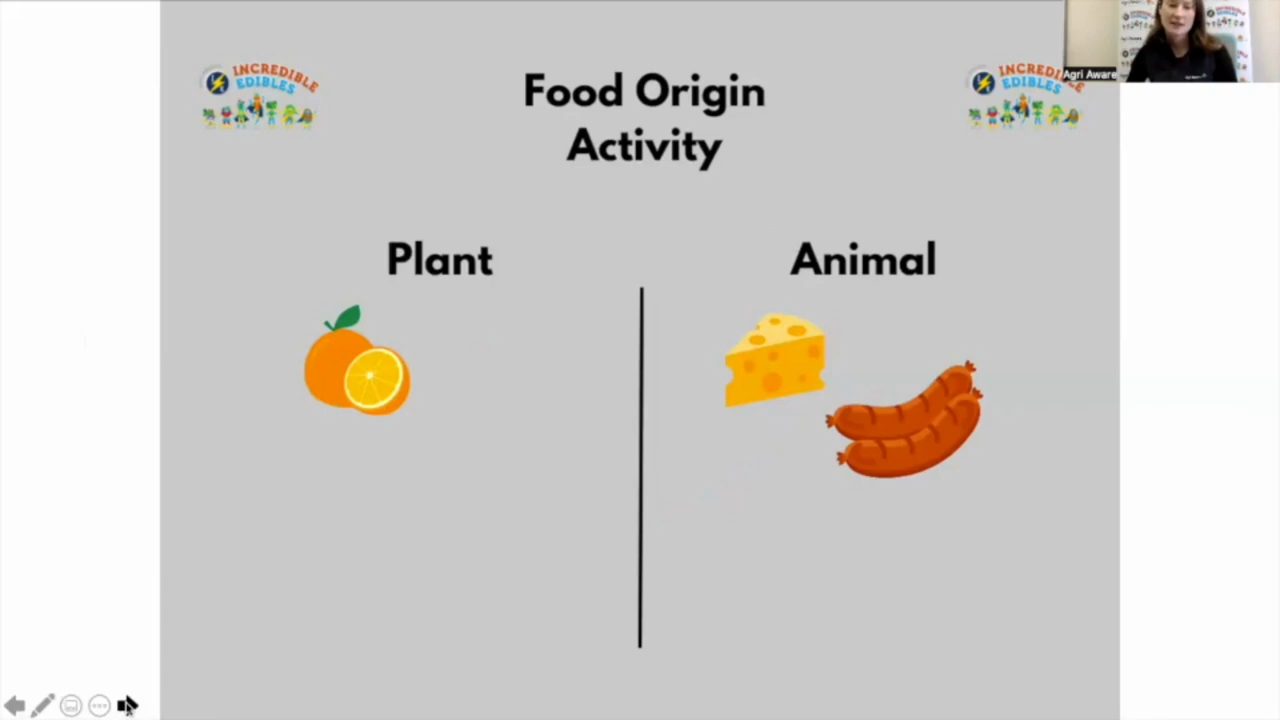 INCREDIBLE
EDIBLES
Food Origin
Activity
INCREDIBLE
EDIBLES
Agri Aware
Plant
Animal